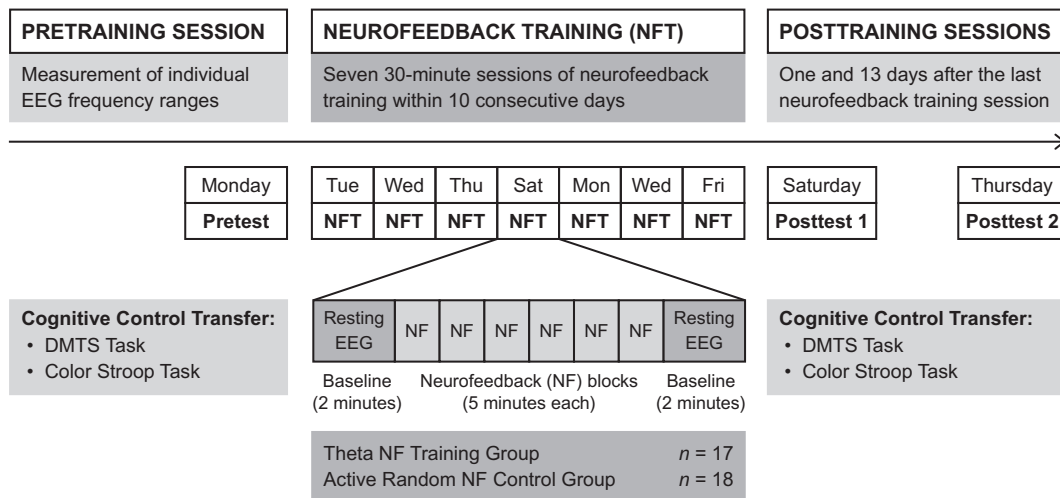 PRETRAINING SESSION
Measurement of individual
EEG frequency ranges
NEUROFEEDBACK TRAINING (NFT)
Seven 30-minute sessions of neurofeedback
training within 10 consecutive days
POSTTRAINING SESSIONS
One and 13 days after the last
neurofeedback training session
Monday
Pretest
Tue Wed Thu Sat Mon Wed Fri
NFT NFT NFT NFT NFT NFT NFT
Saturday
Posttest 1
Thursday
Posttest 2
Cognitive Control Transfer:
• DMTS Task
• Color Stroop Task
Resting
EEG
NF NF NF NF NF NF
Resting
EEG
Baseline
(2 minutes)
Neurofeedback (NF) blocks
(5 minutes each)
Baseline
(2 minutes)
Theta NF Training Group n = 17
Active Random NF Control Group n = 18
Cognitive Control Transfer:
• DMTS Task
• Color Stroop Task